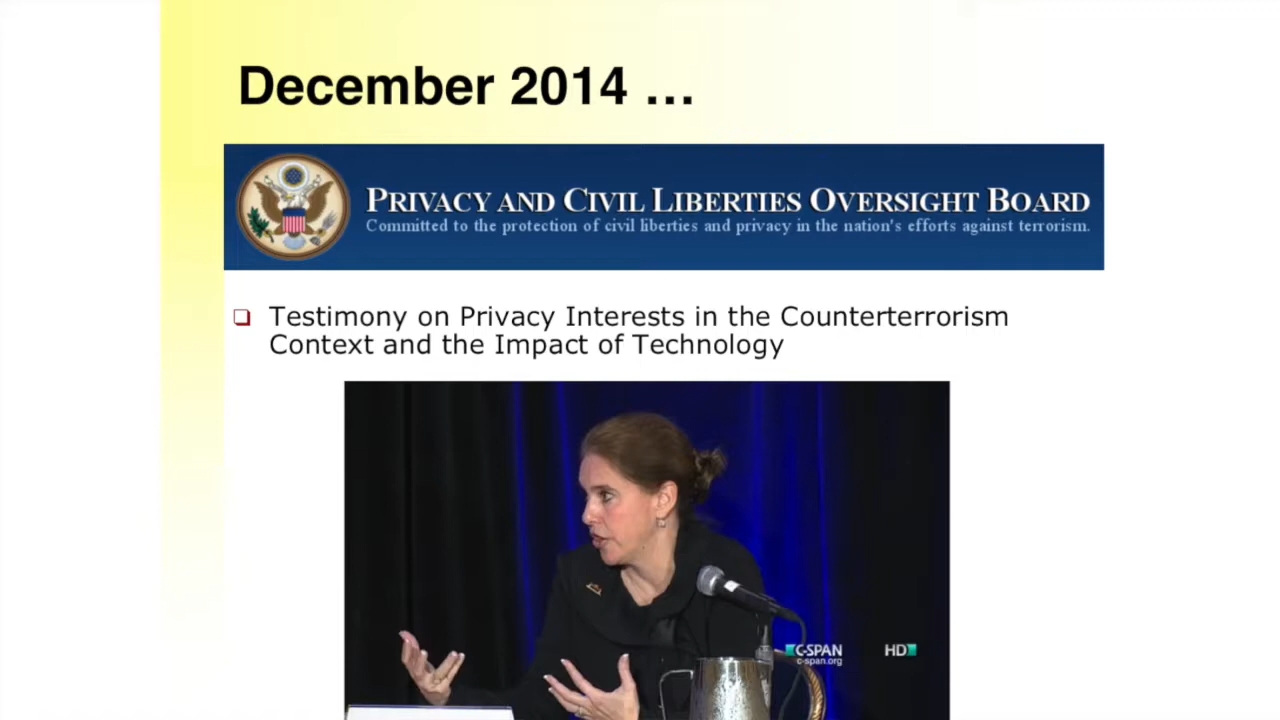 December 2014 ...
PRIVACY AND CIVIL LIBERTIES OVERSIGHT BOARD
Committed to the protection of civil liberties and privacy in the nation's efforts against terrorism.
❑ Testimony on Privacy Interests in the Counterterrorism
Context and the Impact of Technology
C-SPAN HD
c-span.org